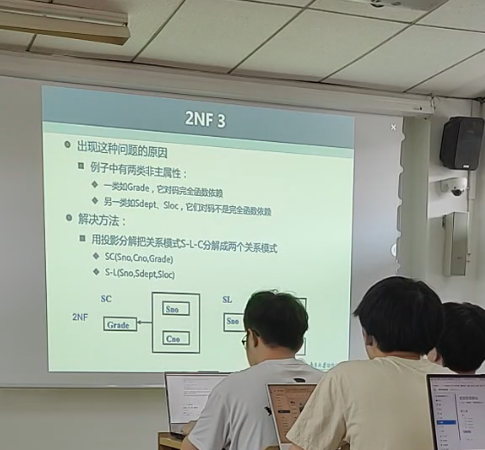 2NF 3
出现这种问题的原因
例子中有两类非主属性：
一类如Grade，它对码完全函数依赖
另一类如Sdept、Sloc，它们对码不是完全函数依赖
解决方法：
用投影分解把关系模式S-L-C分解成两个关系模式
SC(Sno,Cno,Grade)
S-L(Sno,Sdept,Sloc)
SC
SL
Sno
Sno
2NF
Grade
Cno